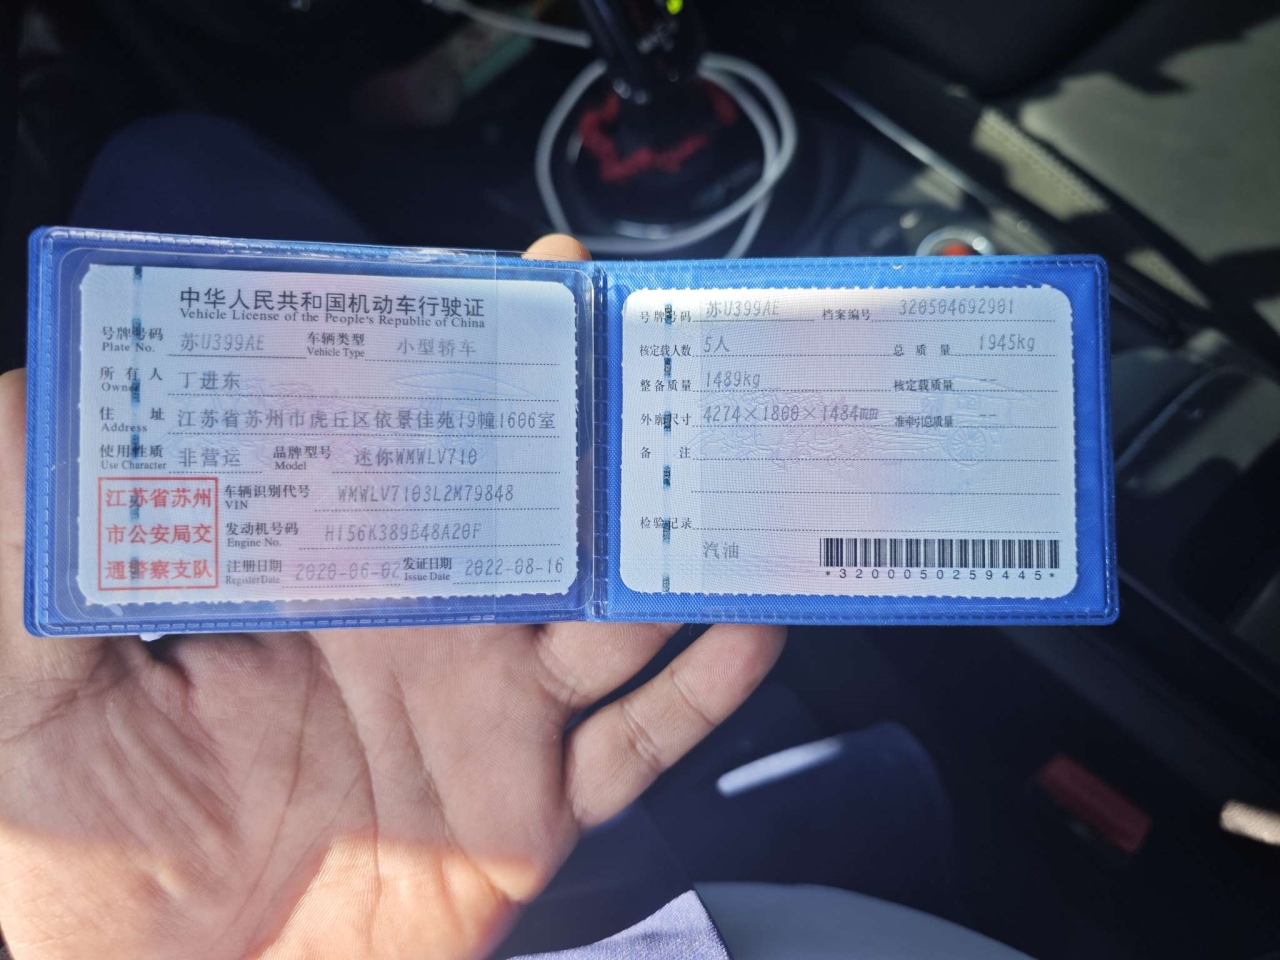 中华人民共和国机动车行驶证
Vehicle License of the People's Republic of China
号牌号码 苏U399AE 车辆类型 小型轿车
Plate No. Vehicle Type
所有人 丁进东
Owner
住址 江苏省苏州市虎丘区依景佳苑19幢1606室
Address
使用性质 非营运 品牌型号 迷你WMWLV710
Use Character Model
江苏省苏州
市公安局交
通警察支队
车辆识别代号 WMWLV7103L2M79848
VIN
发动机号码 H156K389B48A20F
Engine No.
注册日期 2020-06-02 发证日期 2022-08-16
Register Date Issue Date
号牌号码 苏U399AE 档案编号 320504692901
核定载人数 5人 总质量 1945kg
整备质量 1489kg 核定载质量 --
外廓尺寸 4274×1800×1484mm 准牵引总质量 --
备注
检验记录
汽油
*3200050259445*